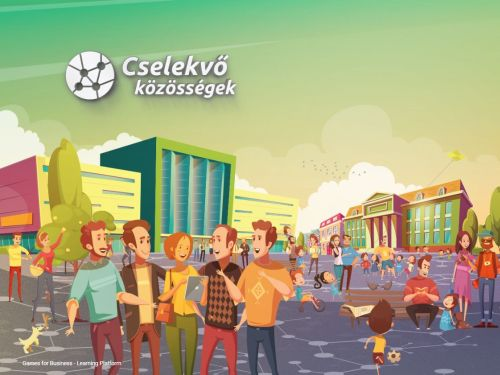 Cselekvő
közösségek
Games for Business - Learning Platform